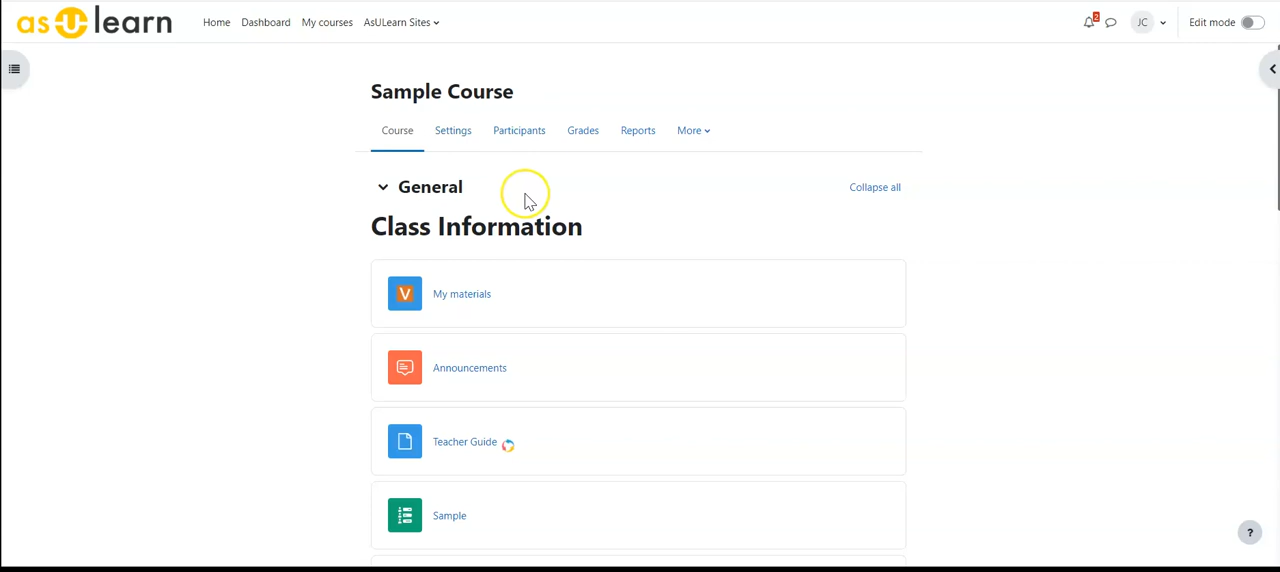 asULearn Home Dashboard My courses AsULearn Sites 2 JC Edit mode
Sample Course
Course Settings Participants Grades Reports More
General Collapse all
Class Information
V My materials
Announcements
Teacher Guide
Sample
?